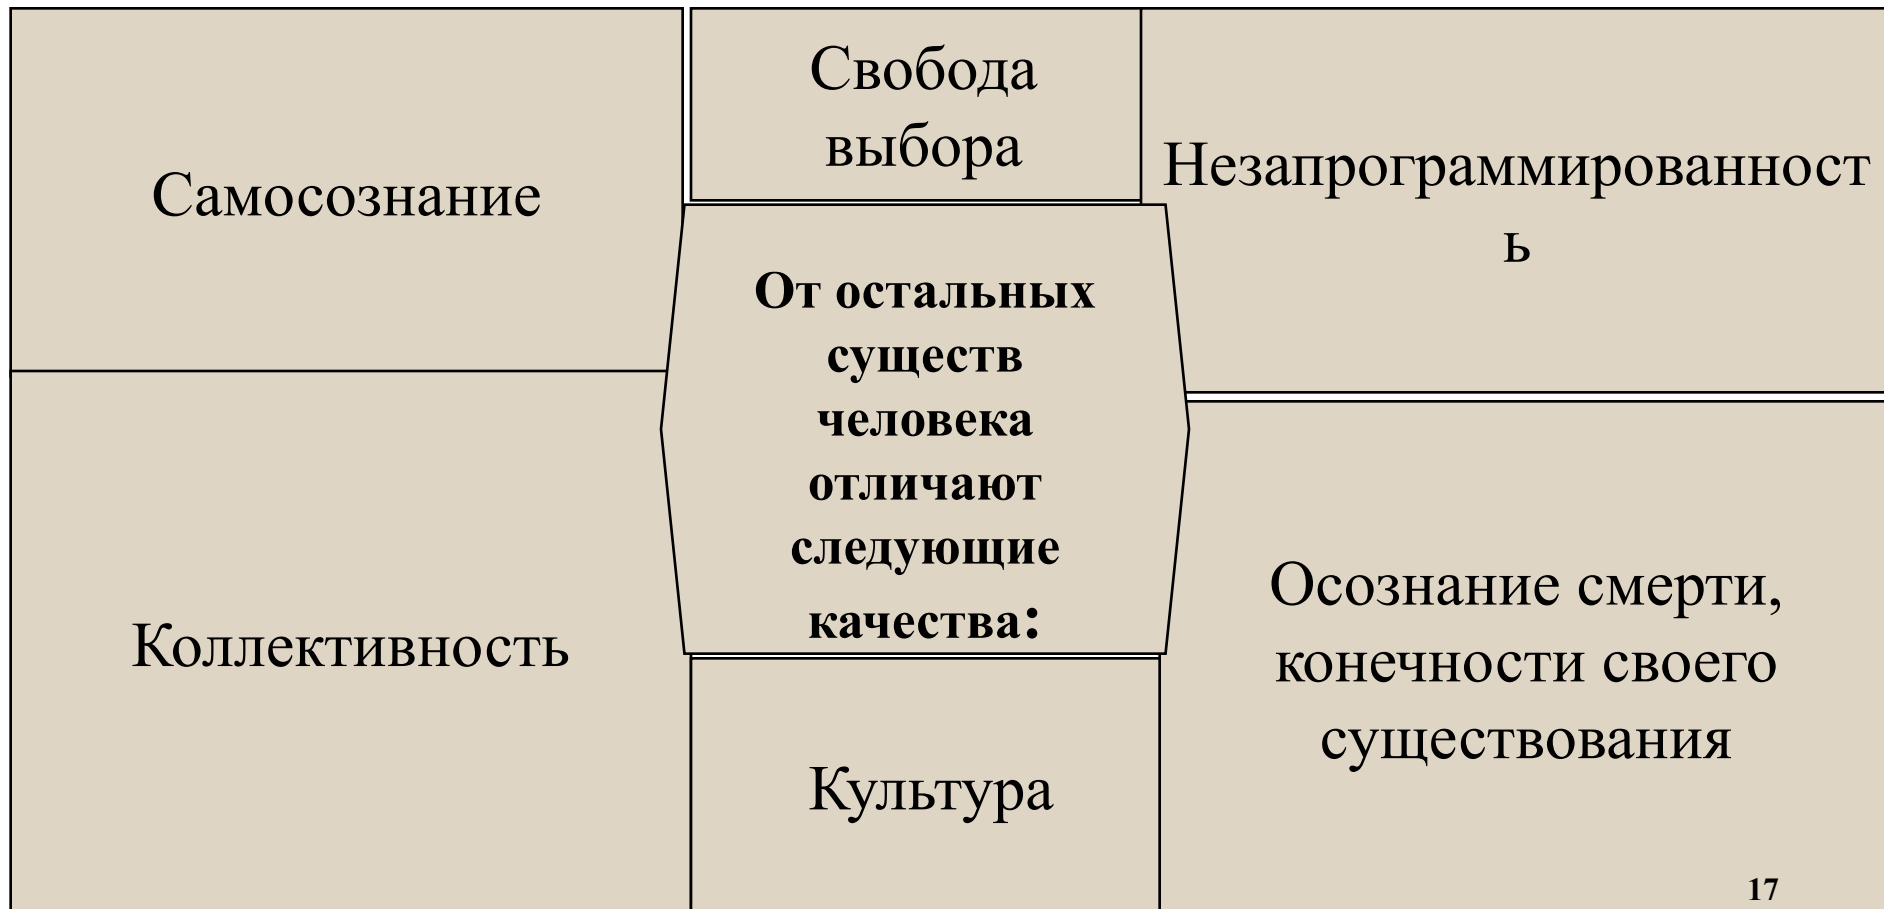 Самосознание
Свобода
выбора
Незапрограммированност
ь
От остальных
существ
человека
отличают
следующие
качества:
Коллективность
Культура
Осознание смерти,
конечности своего
существования
17